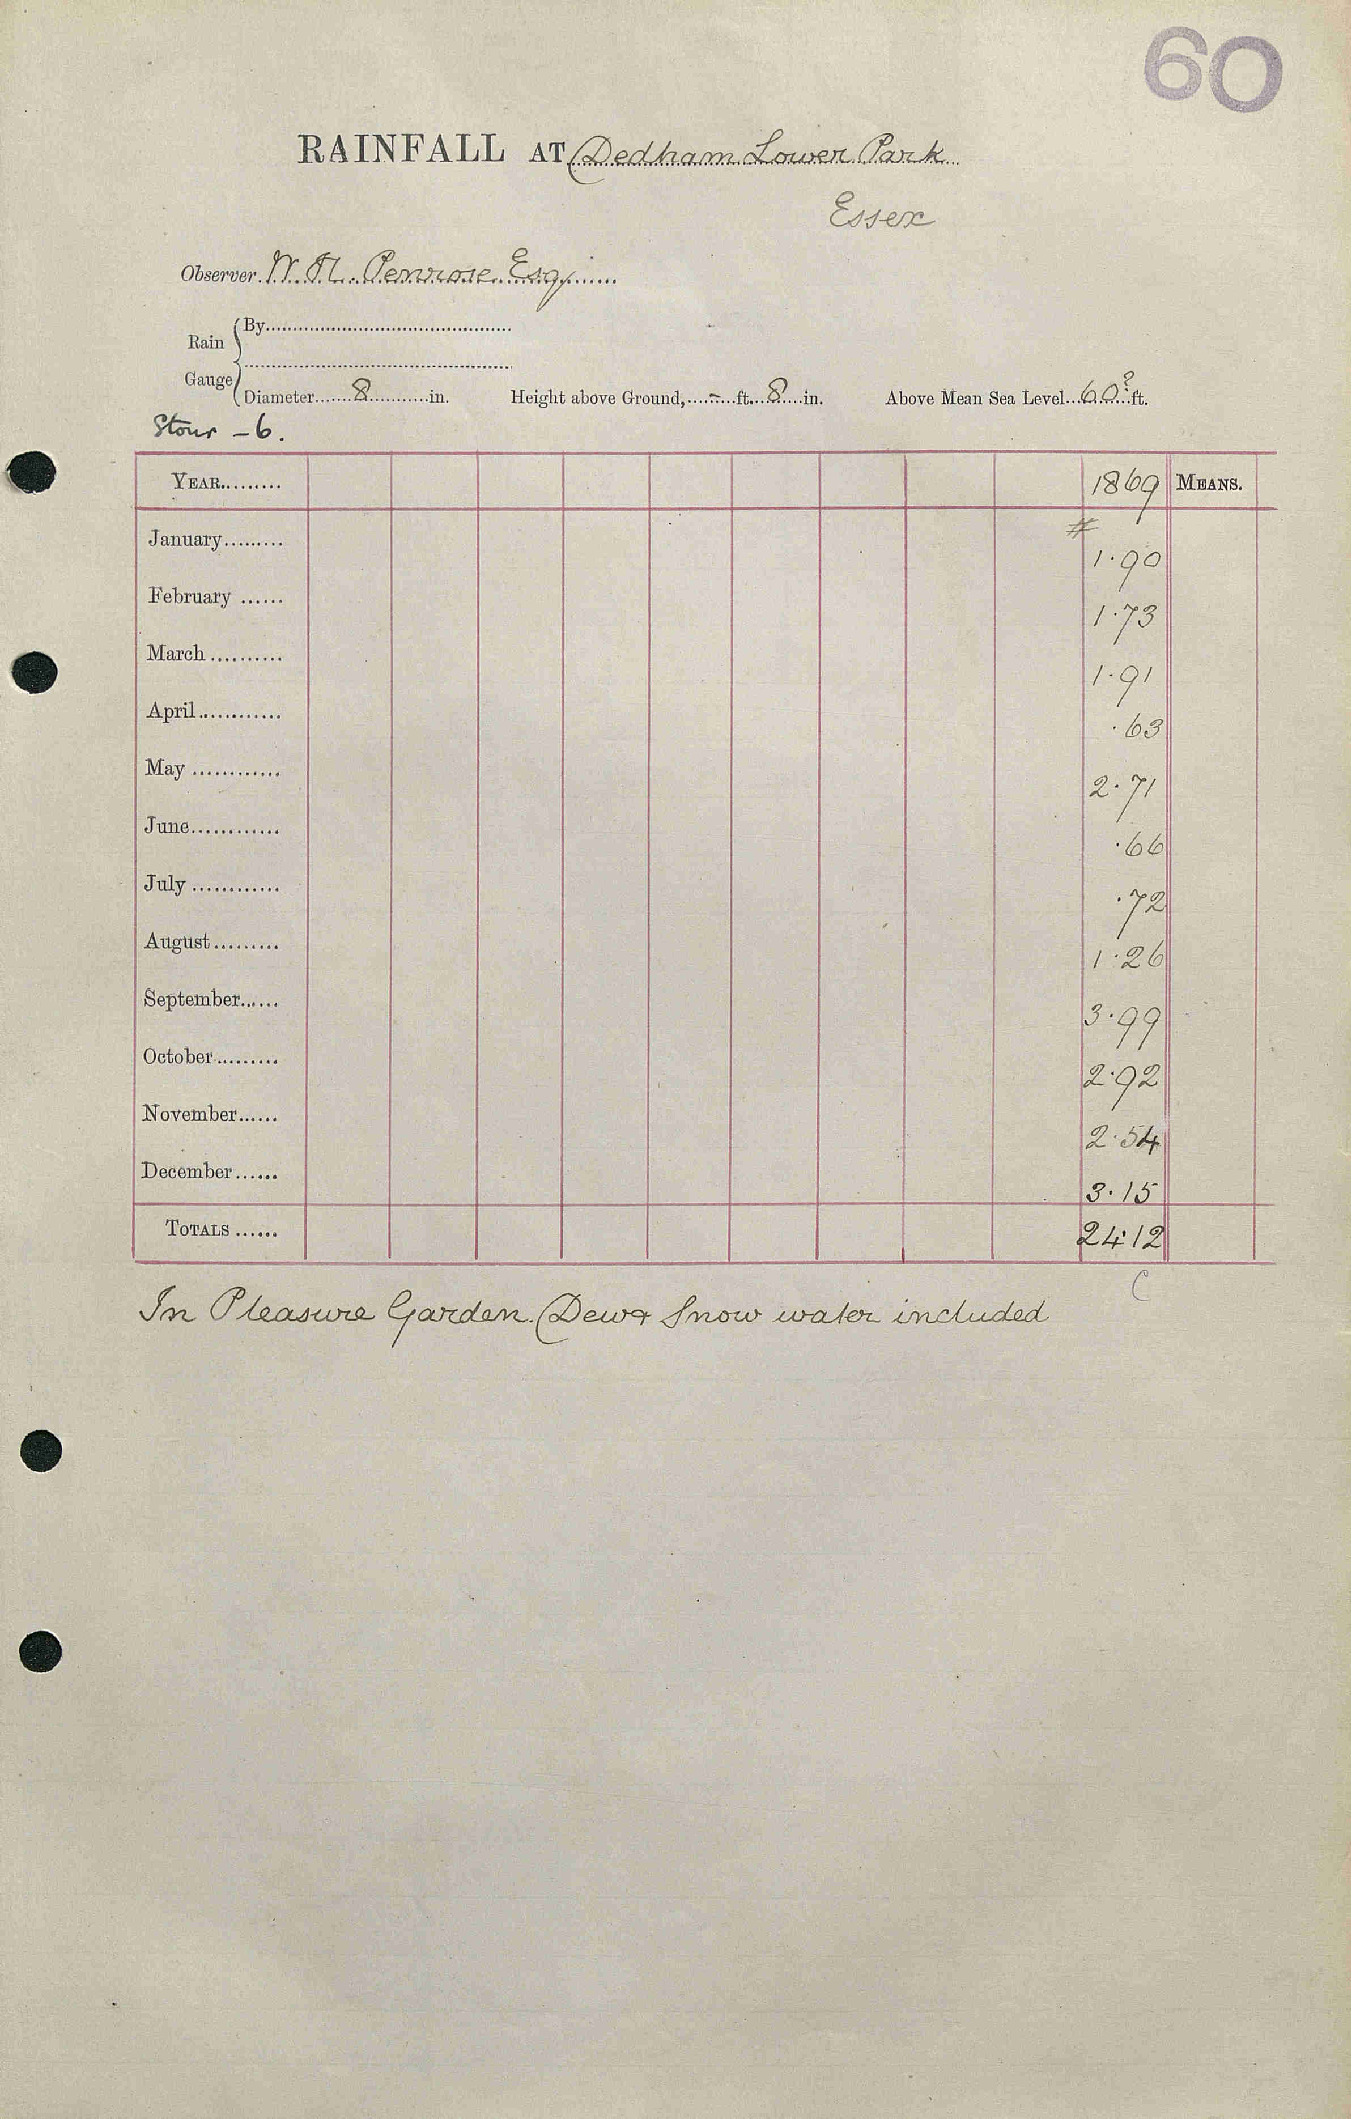 60
RAINFALL AT Dedham Lower Park
Essex
Observer. W. H. Penrose Esq.
Rain Gauge
By
Diameter 8 in. Height above Ground, - ft. 8 in. Above Mean Sea Level 60? ft.
Stour - 6.
YEAR 1869 MEANS.
#
January 1.90
February 1.73
March 1.91
April .63
May 2.71
June .66
July .72
August 1.26
September 3.99
October 2.92
November 2.54
December 3.15
TOTALS 24.12
C
In Pleasure Garden. Dew & Snow water included